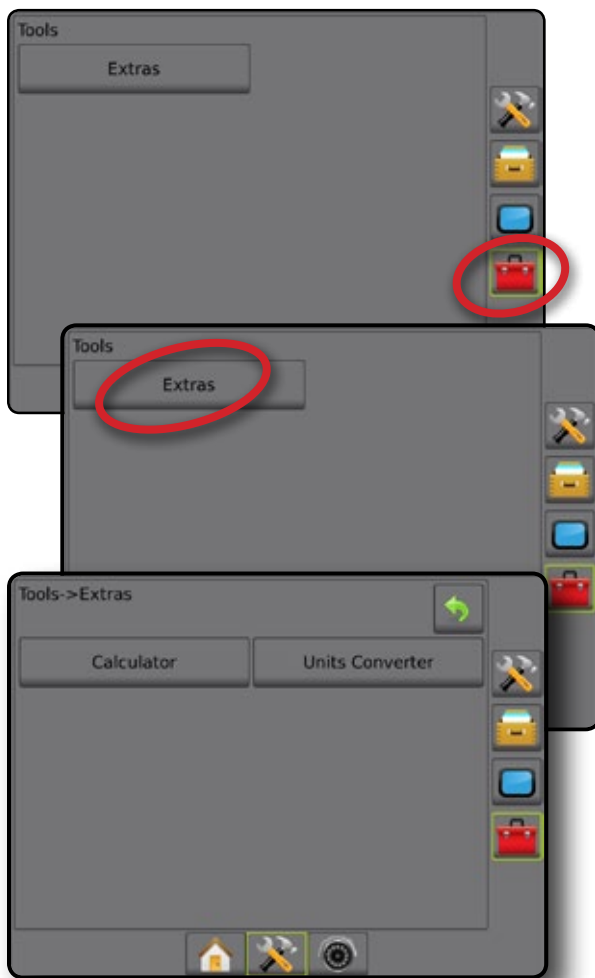 Tools
Extras
Tools
Extras
Tools->Extras
Calculator Units Converter